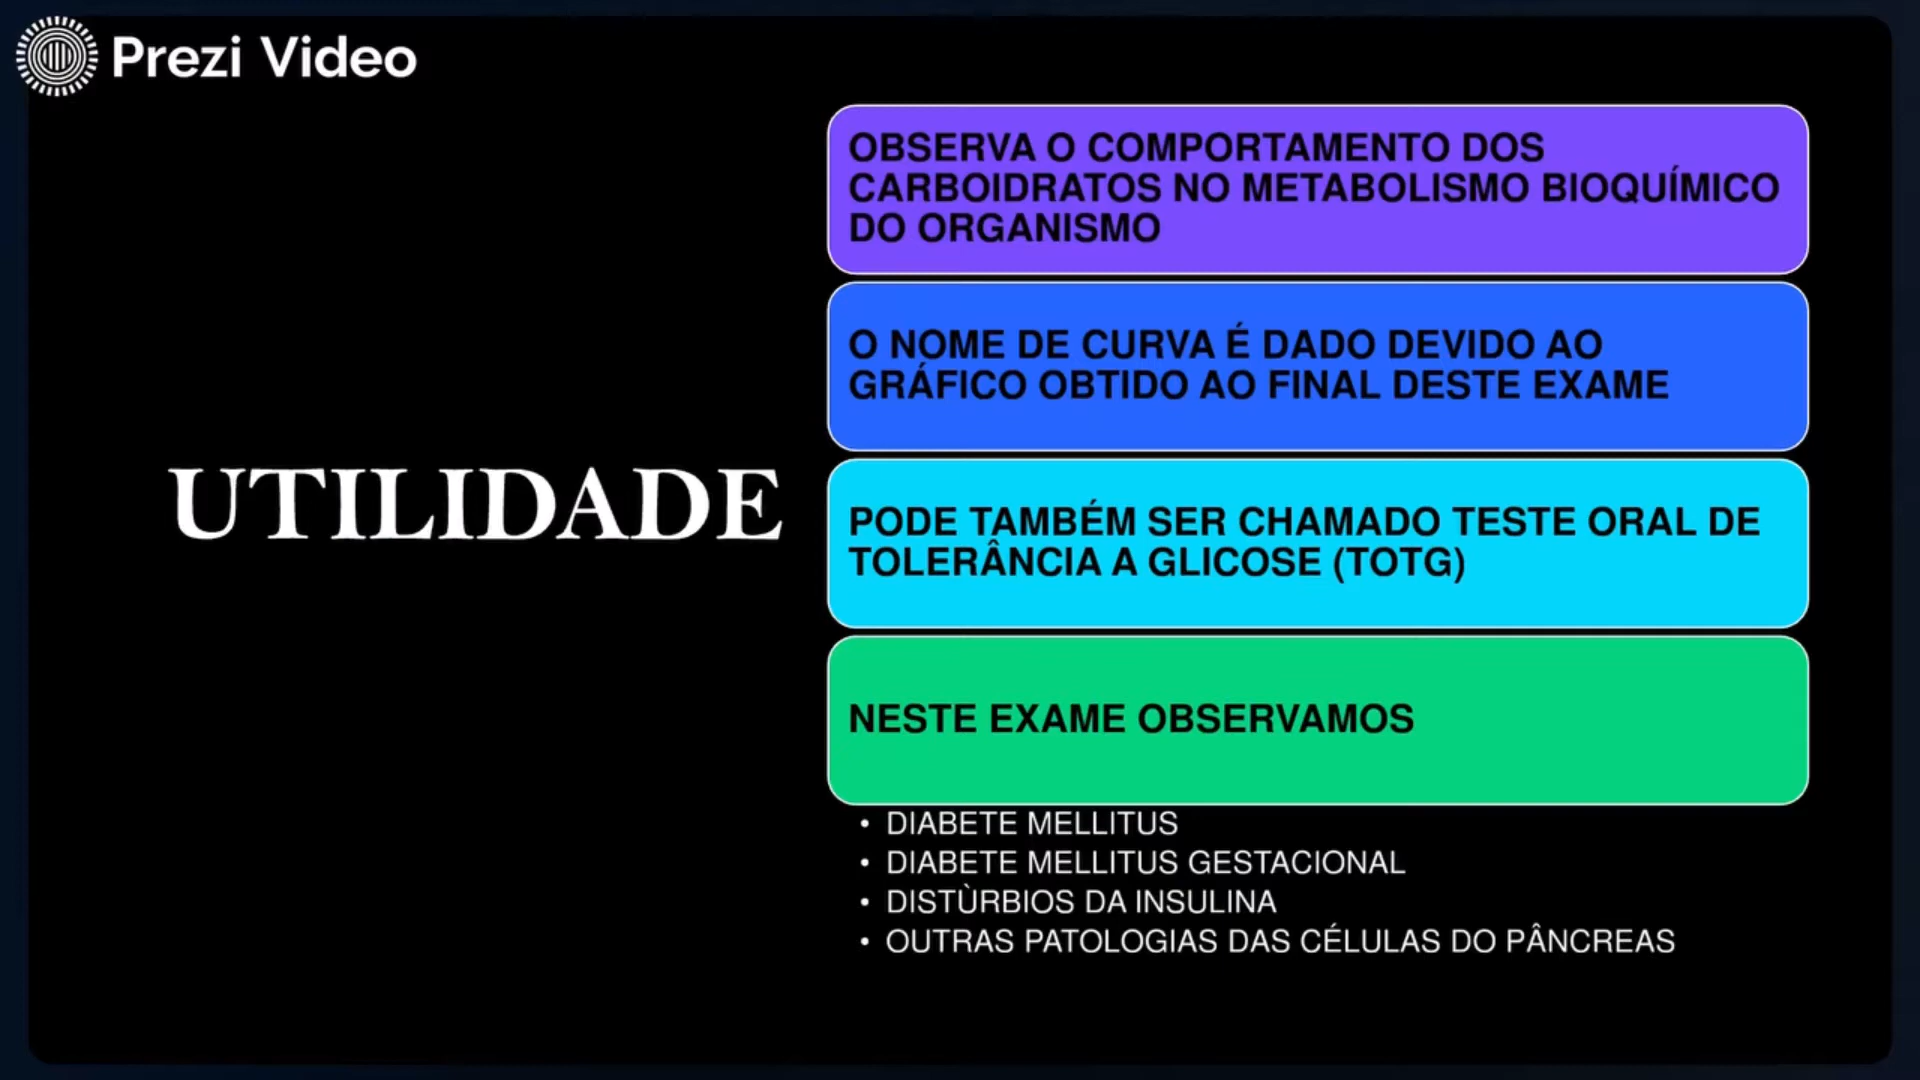 Prezi Video
UTILIDADE
OBSERVA O COMPORTAMENTO DOS
CARBOIDRATOS NO METABOLISMO BIOQUÍMICO
DO ORGANISMO
O NOME DE CURVA É DADO DEVIDO AO
GRÁFICO OBTIDO AO FINAL DESTE EXAME
PODE TAMBÉM SER CHAMADO TESTE ORAL DE
TOLERÂNCIA A GLICOSE (TOTG)
NESTE EXAME OBSERVAMOS
• DIABETE MELLITUS
• DIABETE MELLITUS GESTACIONAL
• DISTÙRBIOS DA INSULINA
• OUTRAS PATOLOGIAS DAS CÉLULAS DO PÂNCREAS